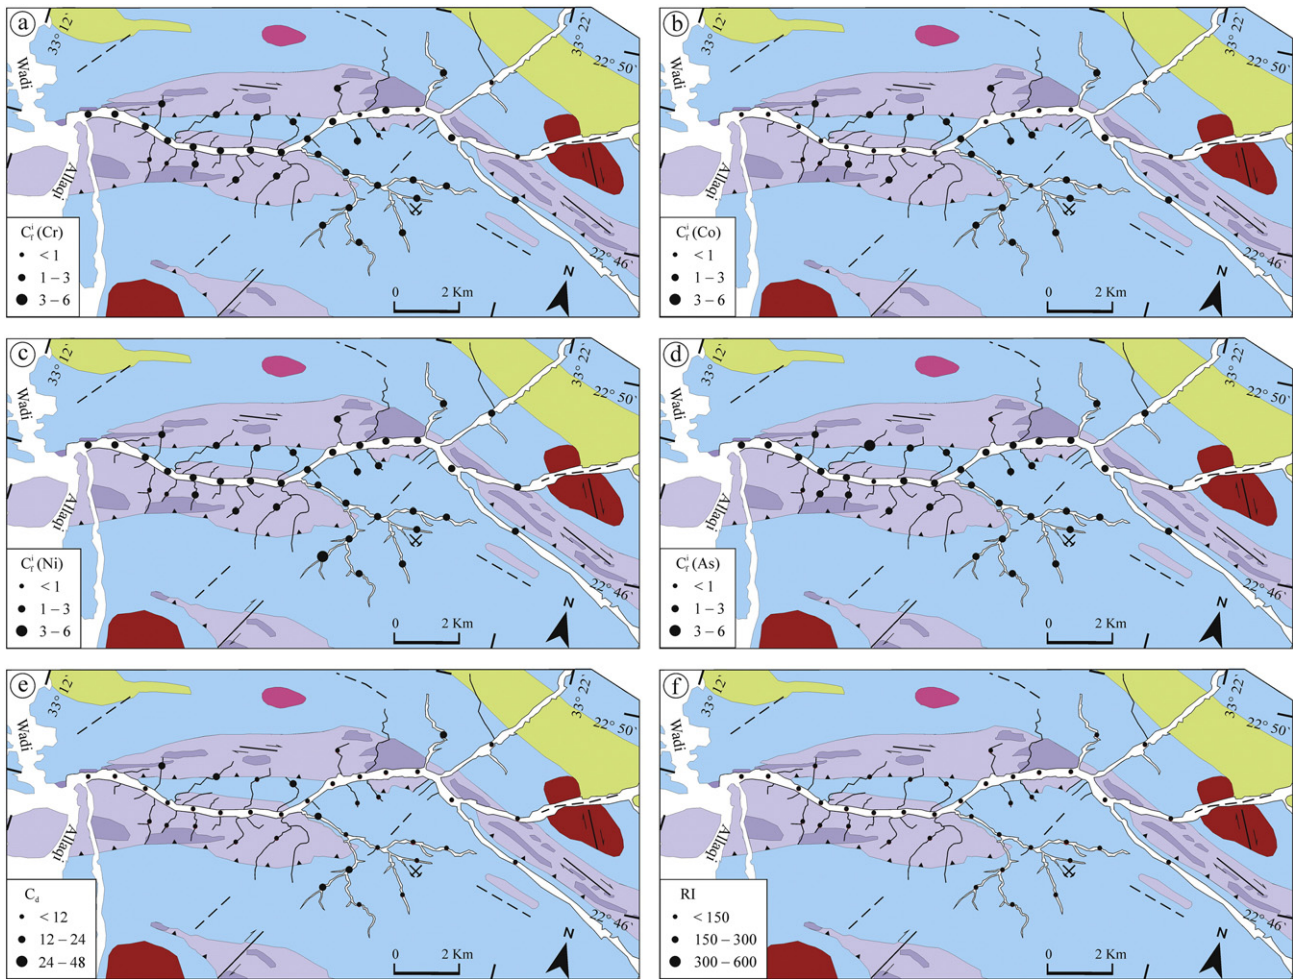 a
33° 12`
Wadi
Allaqi
33° 22`
22° 50`
22° 46`
C i f (Cr)
< 1
1 – 3
3 – 6
0 2 Km
N
b
33° 12`
Wadi
Allaqi
33° 22`
22° 50`
22° 46`
C i f (Co)
< 1
1 – 3
3 – 6
0 2 Km
N
c
33° 12`
Wadi
Allaqi
33° 22`
22° 50`
22° 46`
C i f (Ni)
< 1
1 – 3
3 – 6
0 2 Km
N
d
33° 12`
Wadi
Allaqi
33° 22`
22° 50`
22° 46`
C i f (As)
< 1
1 – 3
3 – 6
0 2 Km
N
e
33° 12`
Wadi
Allaqi
33° 22`
22° 50`
22° 46`
C d
< 12
12 – 24
24 – 48
0 2 Km
N
f
33° 12`
Wadi
Allaqi
33° 22`
22° 50`
22° 46`
RI
< 150
150 – 300
300 – 600
0 2 Km
N